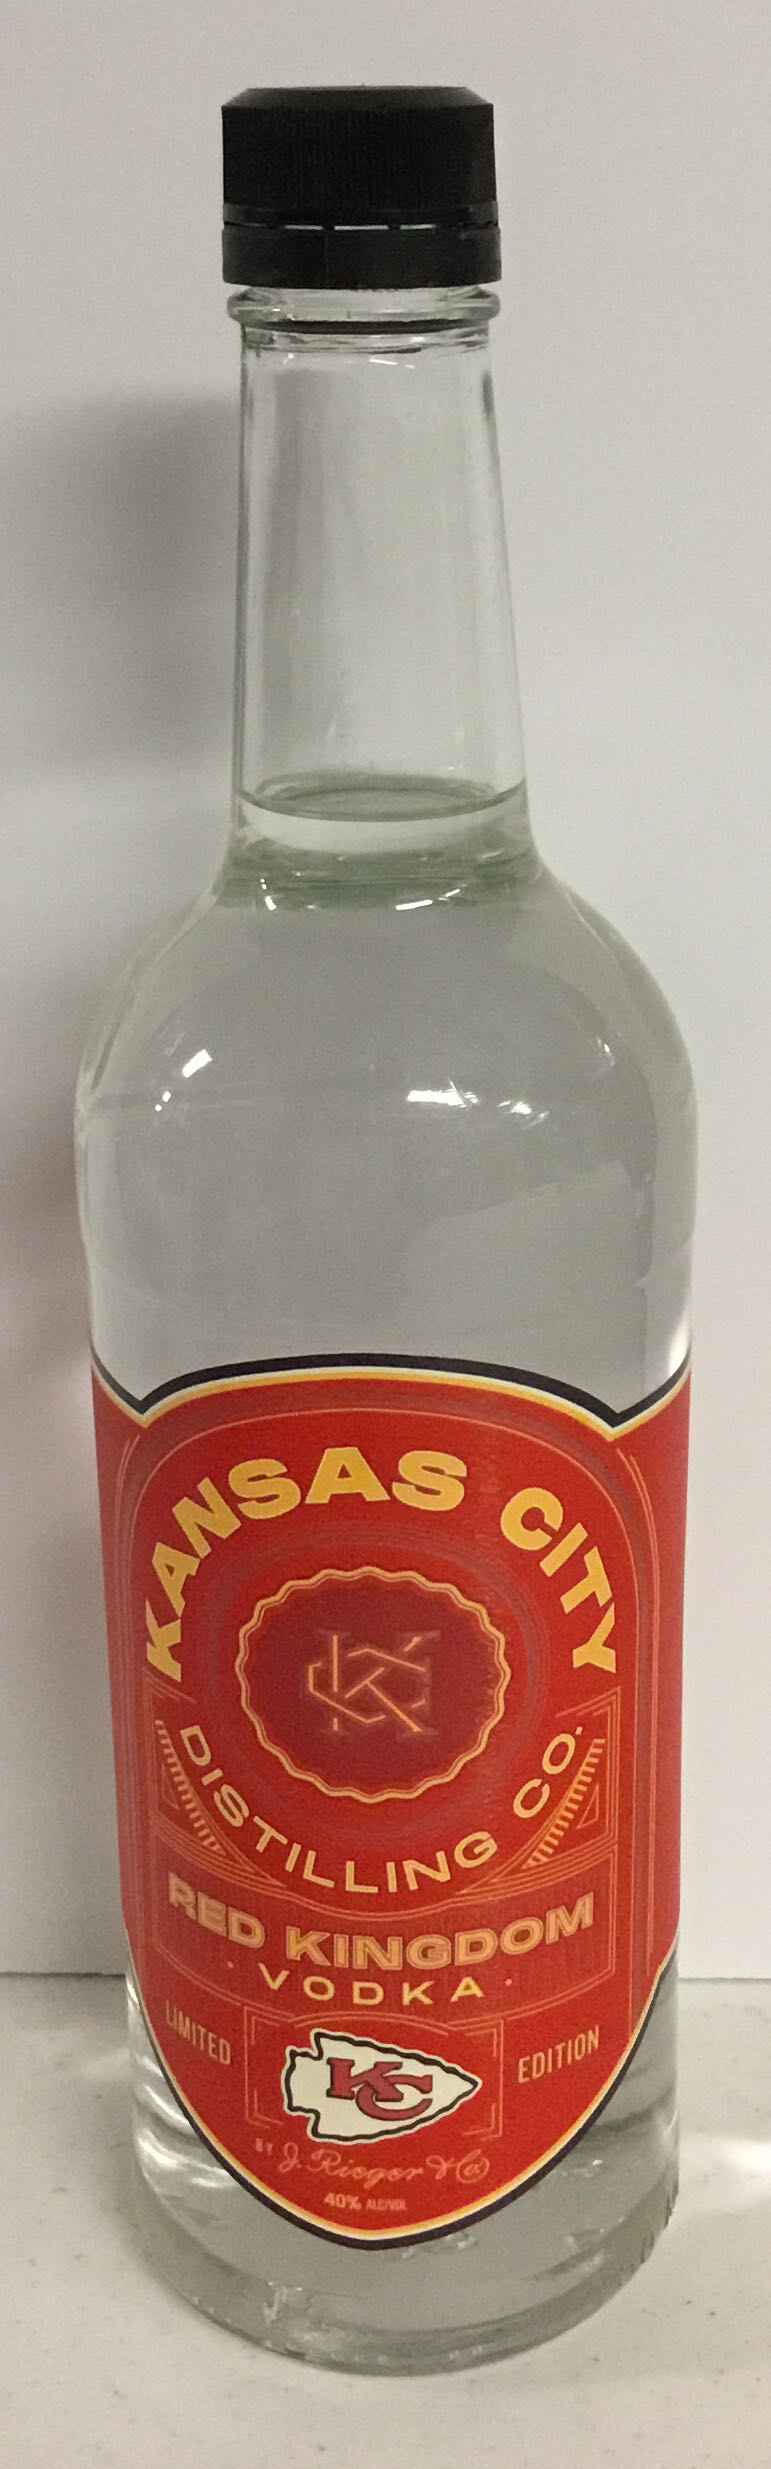 KANSAS CITY
KC
DISTILLING CO.
RED KINGDOM
· VODKA ·
LIMITED
EDITION
KC
BY J. Rieger & Co
40% ALC/VOL